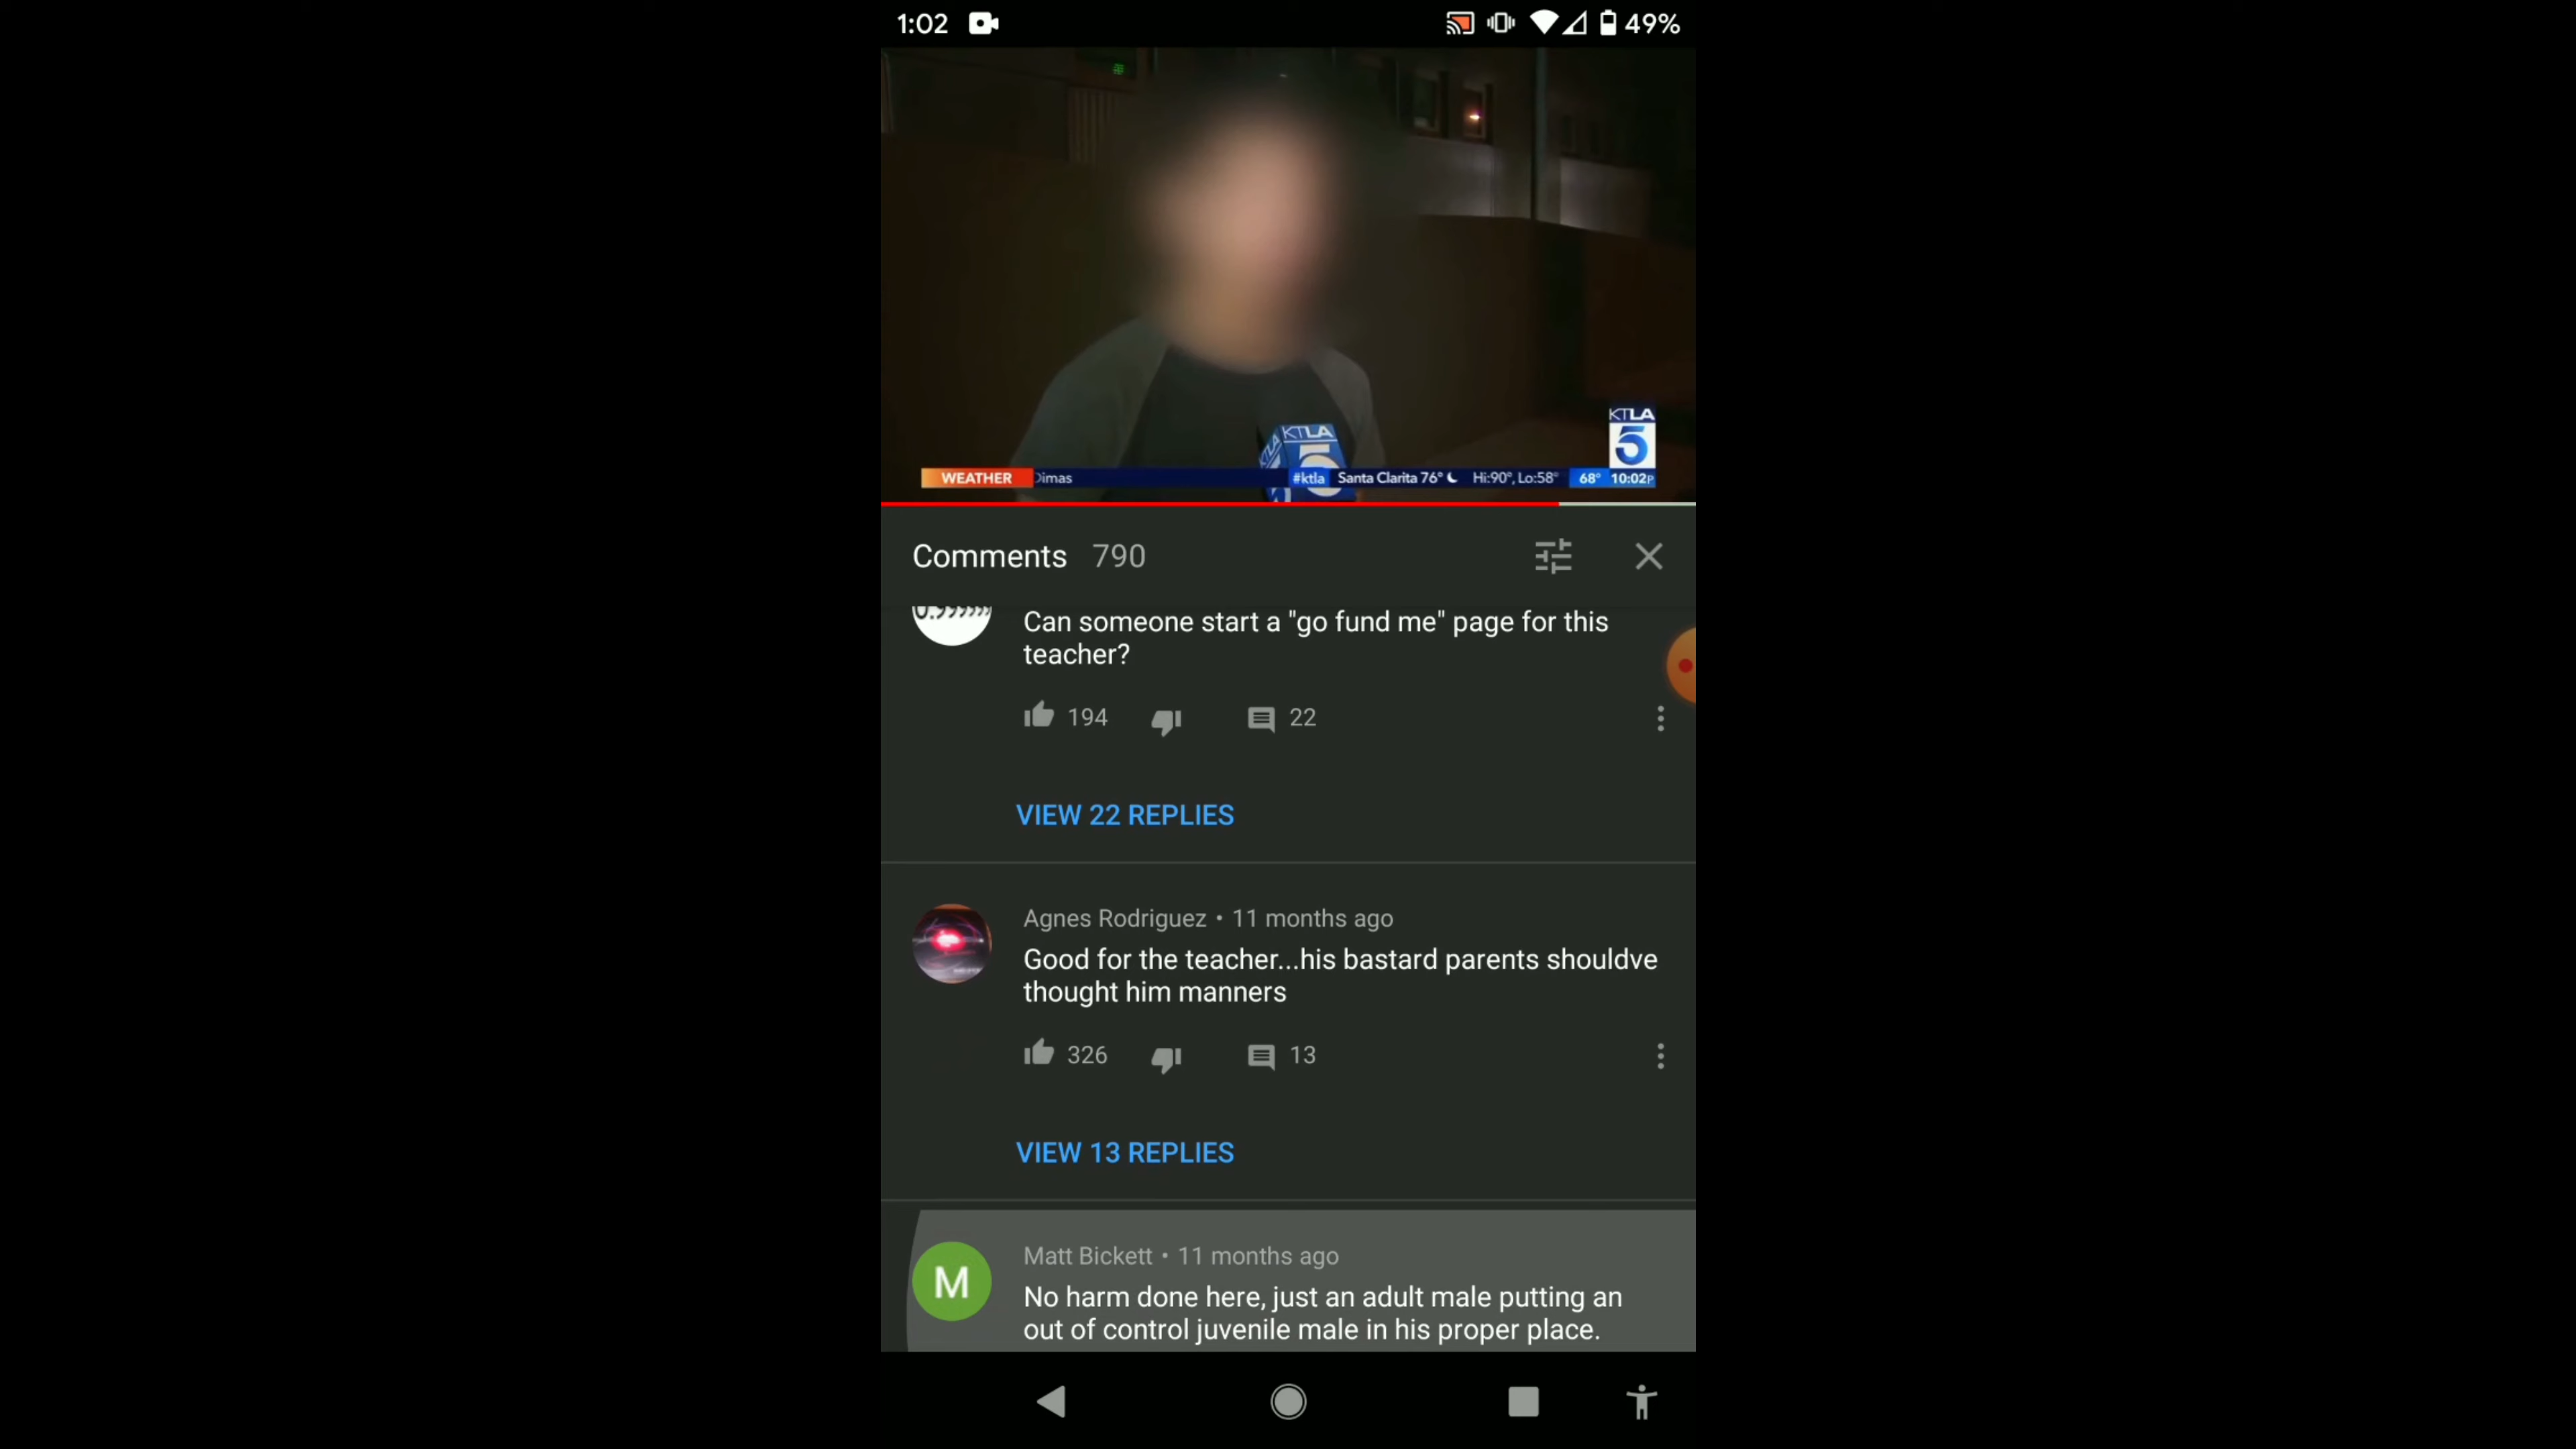 1:02
49%
KTLA
5
KTLA
5
WEATHER Dimas #ktla Santa Clarita 76° Hi:90°, Lo:58° 68° 10:02P
Comments 790
Can someone start a "go fund me" page for this
teacher?
194 22
VIEW 22 REPLIES
Agnes Rodriguez • 11 months ago
Good for the teacher...his bastard parents shouldve
thought him manners
326 13
VIEW 13 REPLIES
M
Matt Bickett • 11 months ago
No harm done here, just an adult male putting an
out of control juvenile male in his proper place.